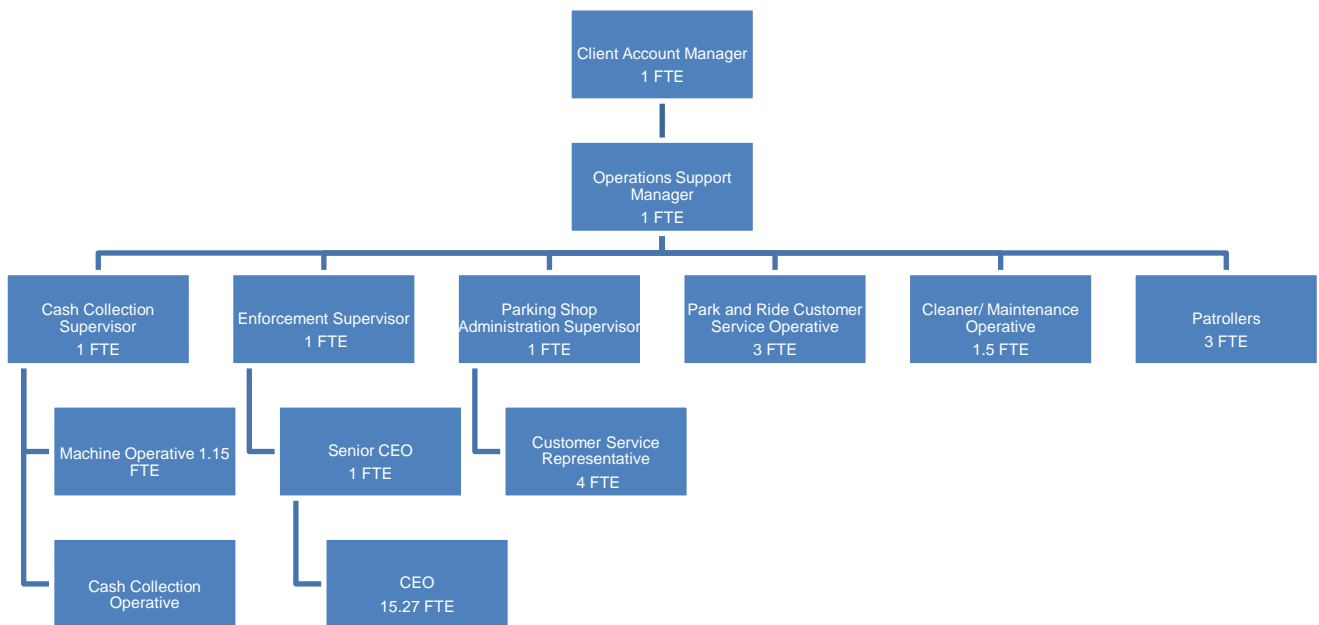 Client Account Manager
1 FTE
Operations Support
Manager
1 FTE
Cash Collection
Supervisor
1 FTE
Enforcement Supervisor
1 FTE
Parking Shop
Administration Supervisor
1 FTE
Park and Ride Customer
Service Operative
3 FTE
Cleaner/ Maintenance
Operative
1.5 FTE
Patrollers
3 FTE
Machine Operative 1.15
FTE
Senior CEO
1 FTE
Customer Service
Representative
4 FTE
Cash Collection
Operative
CEO
15.27 FTE